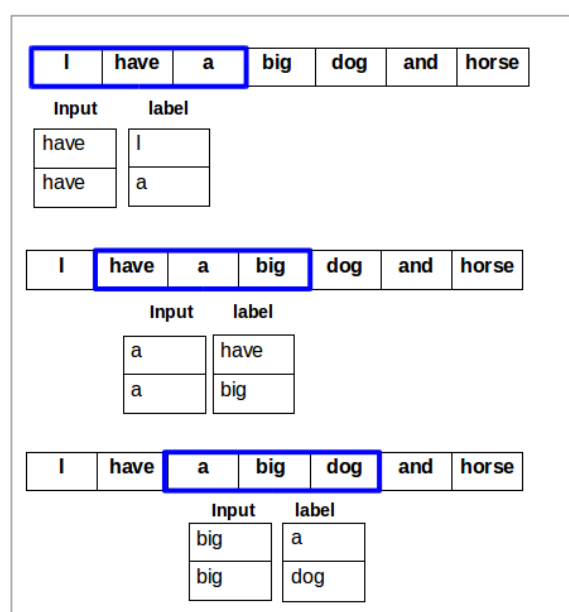 I have a big dog and horse
Input label
have I
have a
I have a big dog and horse
Input label
a have
a big
I have a big dog and horse
Input label
big a
big dog